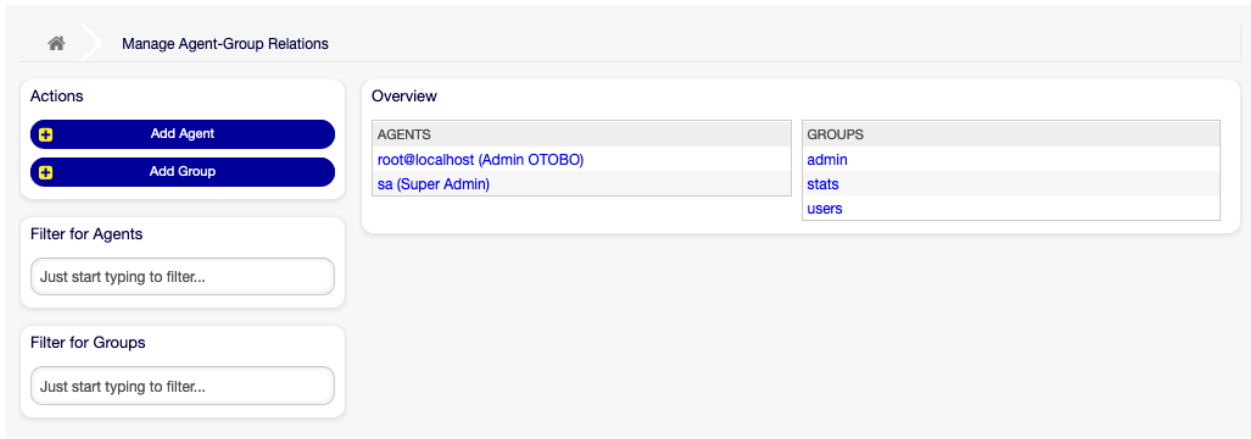 Manage Agent-Group Relations
Actions
Add Agent
Add Group
Filter for Agents
Just start typing to filter...
Filter for Groups
Just start typing to filter...
Overview
AGENTS
root@localhost (Admin OTOBO)
sa (Super Admin)
GROUPS
admin
stats
users